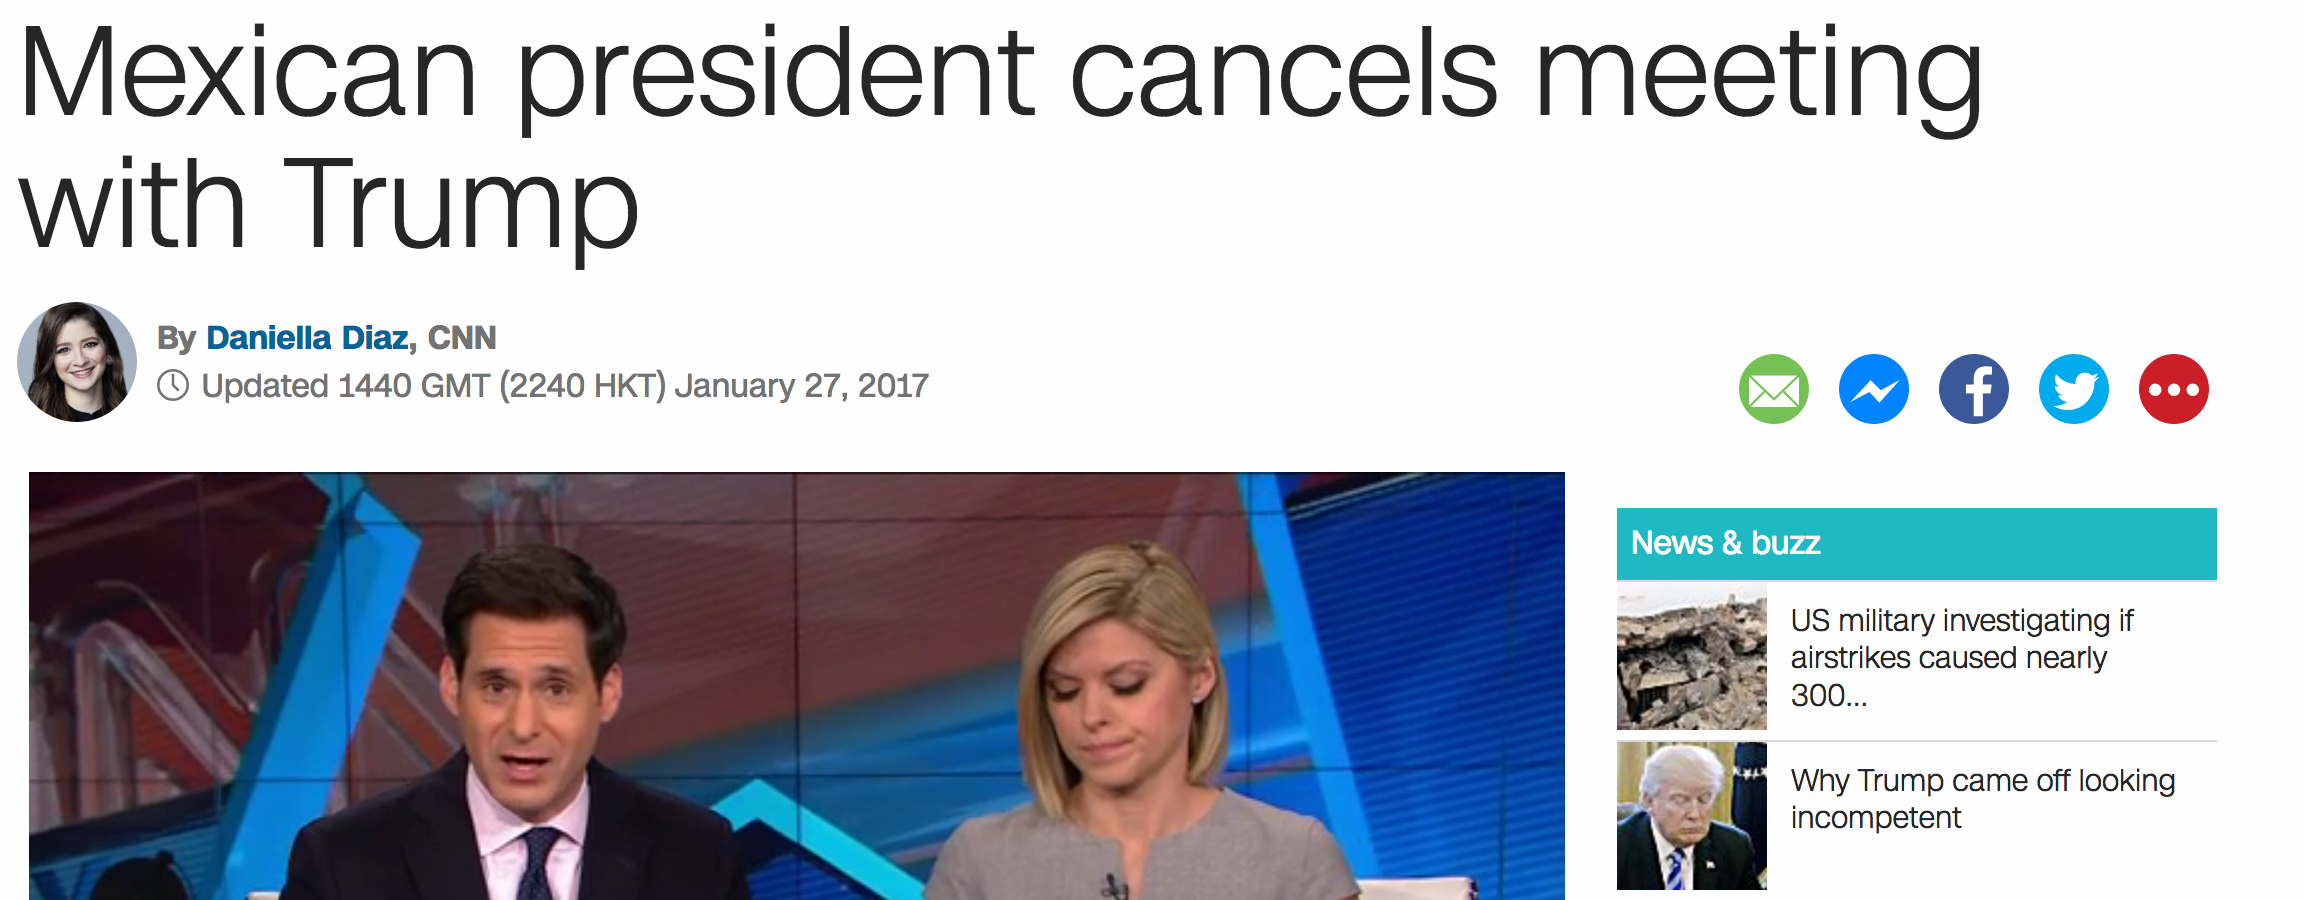 Mexican president cancels meeting
with Trump
By Daniella Diaz, CNN
Updated 1440 GMT (2240 HKT) January 27, 2017
News & buzz
US military investigating if
airstrikes caused nearly
300...
Why Trump came off looking
incompetent